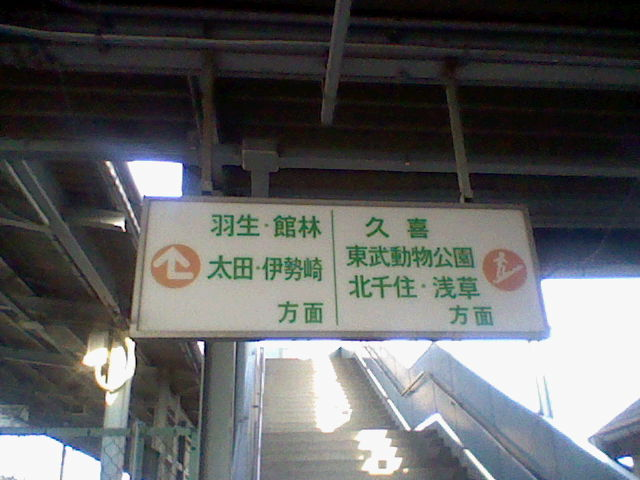 羽生・館林
太田・伊勢崎
方面
久喜
東武動物公園
北千住・浅草
方面